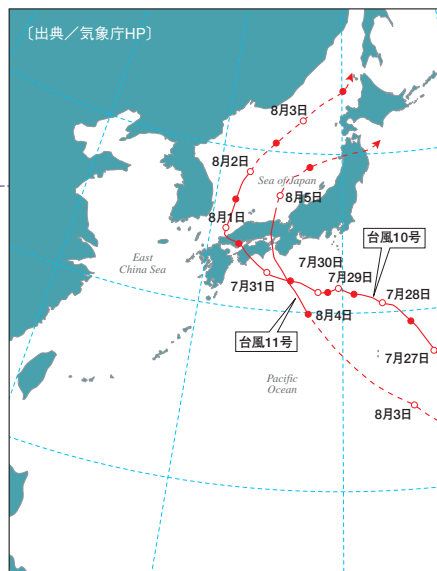 〔出典／気象庁HP〕
8月3日
8月2日
Sea of Japan
8月5日
8月1日
台風10号
East
China Sea
7月30日
7月29日
7月31日
7月28日
8月4日
台風11号
7月27日
Pacific
Ocean
8月3日